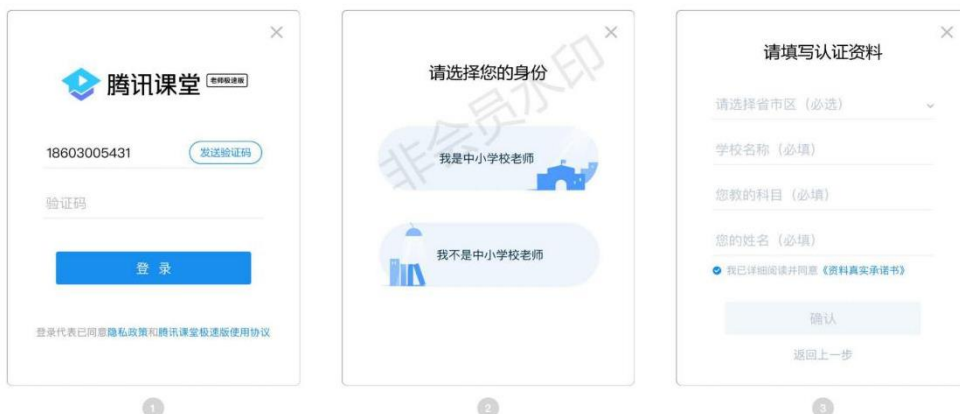 腾讯课堂 老师极速版
18603005431 发送验证码
验证码
登 录
登录代表已同意隐私政策和腾讯课堂极速版使用协议
1
请选择您的身份
非会员水印
我是中小学校老师
我不是中小学校老师
2
请填写认证资料
请选择省市区（必选）
学校名称（必填）
您教的科目（必填）
您的姓名（必填）
我已详细阅读并同意《资料真实承诺书》
确认
返回上一步
3